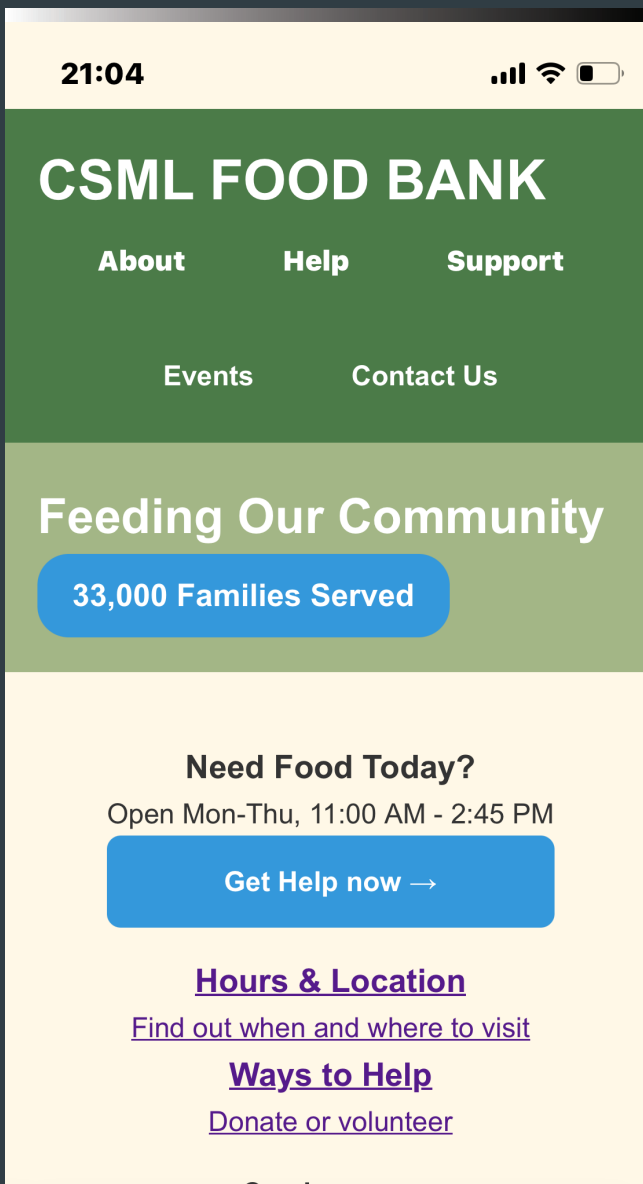 21:04
CSML FOOD BANK
About Help Support
Events Contact Us
Feeding Our Community
33,000 Families Served
Need Food Today?
Open Mon-Thu, 11:00 AM - 2:45 PM
Get Help now →
Hours & Location
Find out when and where to visit
Ways to Help
Donate or volunteer